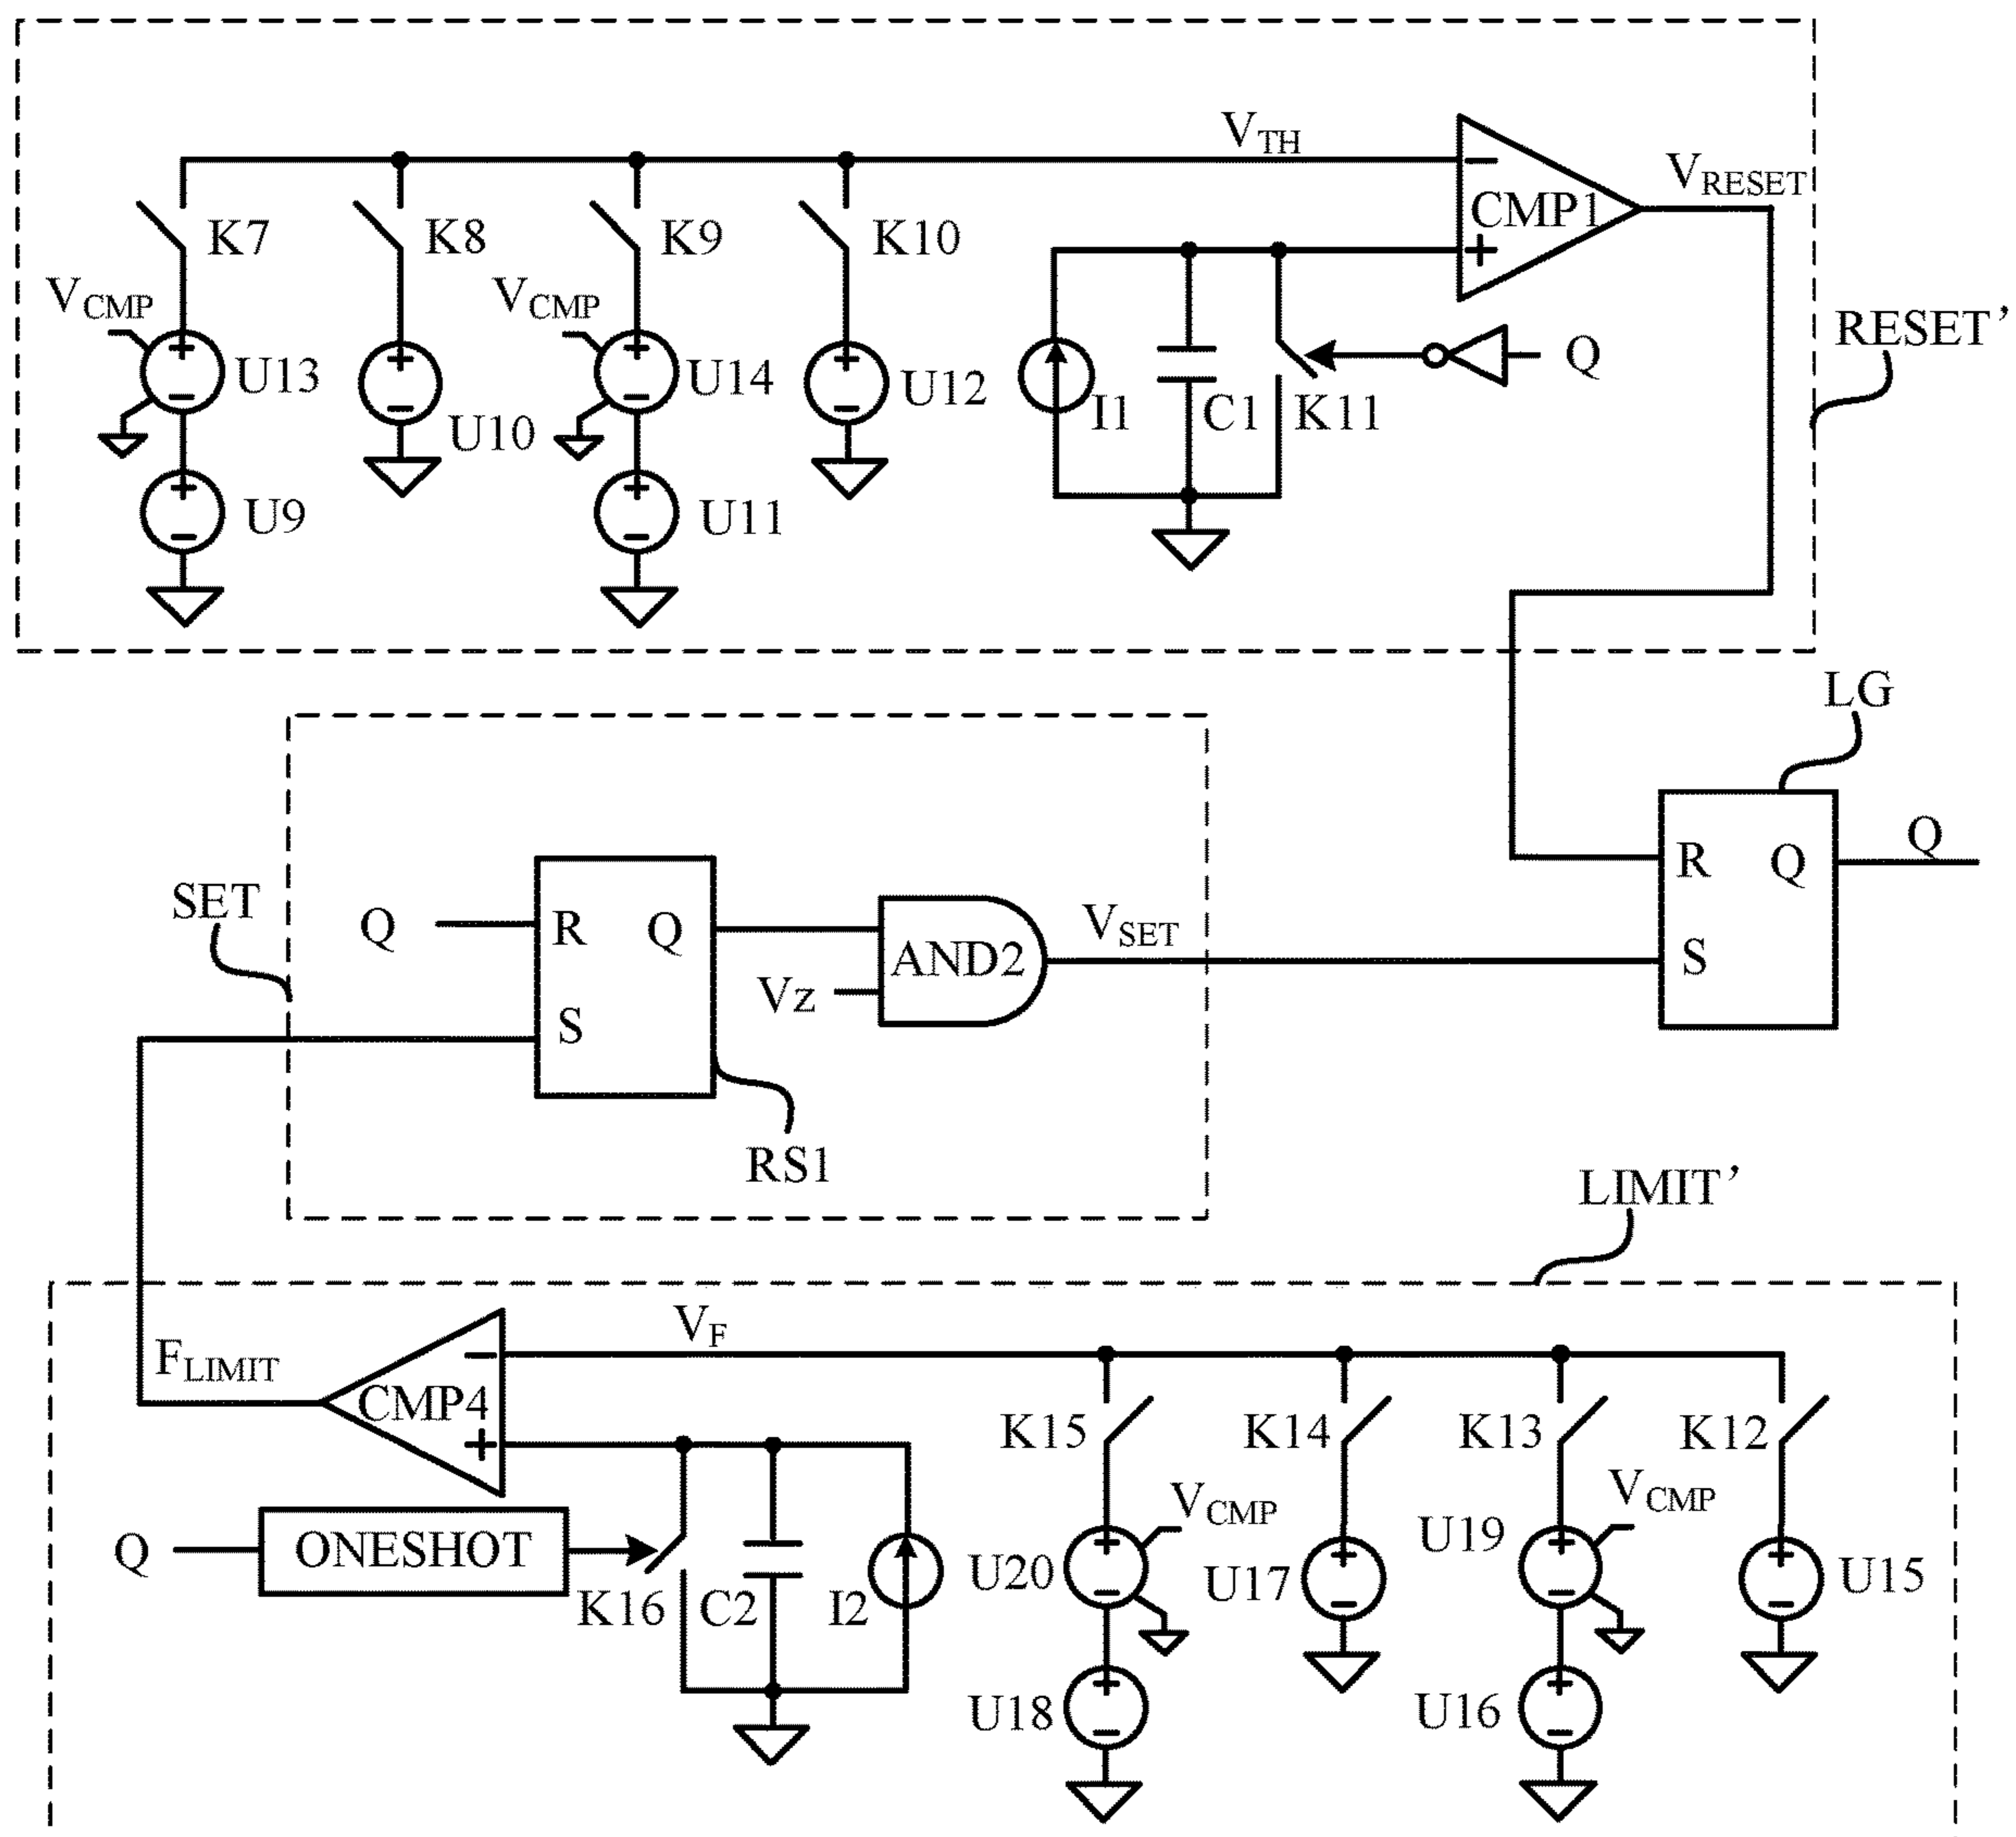 V_TH
V_RESET
CMP1
K7
K8
K9
K10
V_CMP
V_CMP
RESET’
U13
U10
U14
U12
I1
C1
K11
Q
U9
U11
LG
R
Q
Q
S
SET
Q
R
Q
S
AND2
V_SET
Vz
RS1
LIMIT’
F_LIMIT
V_F
CMP4
K15
K14
K13
K12
V_CMP
V_CMP
Q
ONESHOT
K16
C2
I2
U20
U17
U19
U15
U18
U16